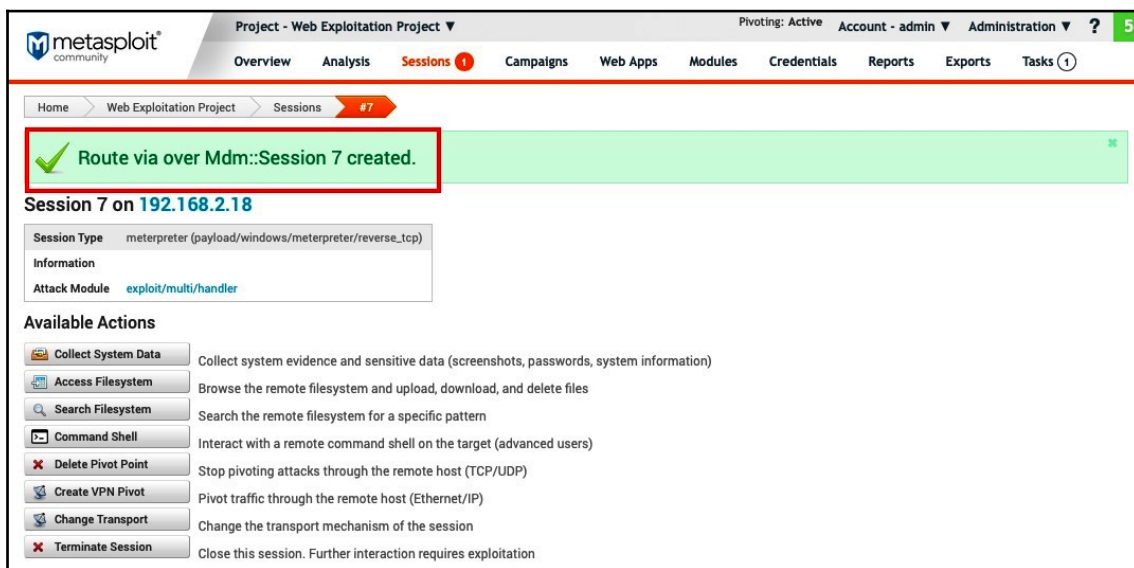 Project - Web Exploitation Project ▼ Pivoting: Active Account - admin ▼ Administration ▼ ? 5
metasploit®
community
Overview Analysis Sessions 1 Campaigns Web Apps Modules Credentials Reports Exports Tasks 1
Home Web Exploitation Project Sessions #7
Route via over Mdm::Session 7 created.
Session 7 on 192.168.2.18
Session Type meterpreter (payload/windows/meterpreter/reverse_tcp)
Information
Attack Module exploit/multi/handler
Available Actions
Collect System Data Collect system evidence and sensitive data (screenshots, passwords, system information)
Access Filesystem Browse the remote filesystem and upload, download, and delete files
Search Filesystem Search the remote filesystem for a specific pattern
Command Shell Interact with a remote command shell on the target (advanced users)
Delete Pivot Point Stop pivoting attacks through the remote host (TCP/UDP)
Create VPN Pivot Pivot traffic through the remote host (Ethernet/IP)
Change Transport Change the transport mechanism of the session
Terminate Session Close this session. Further interaction requires exploitation